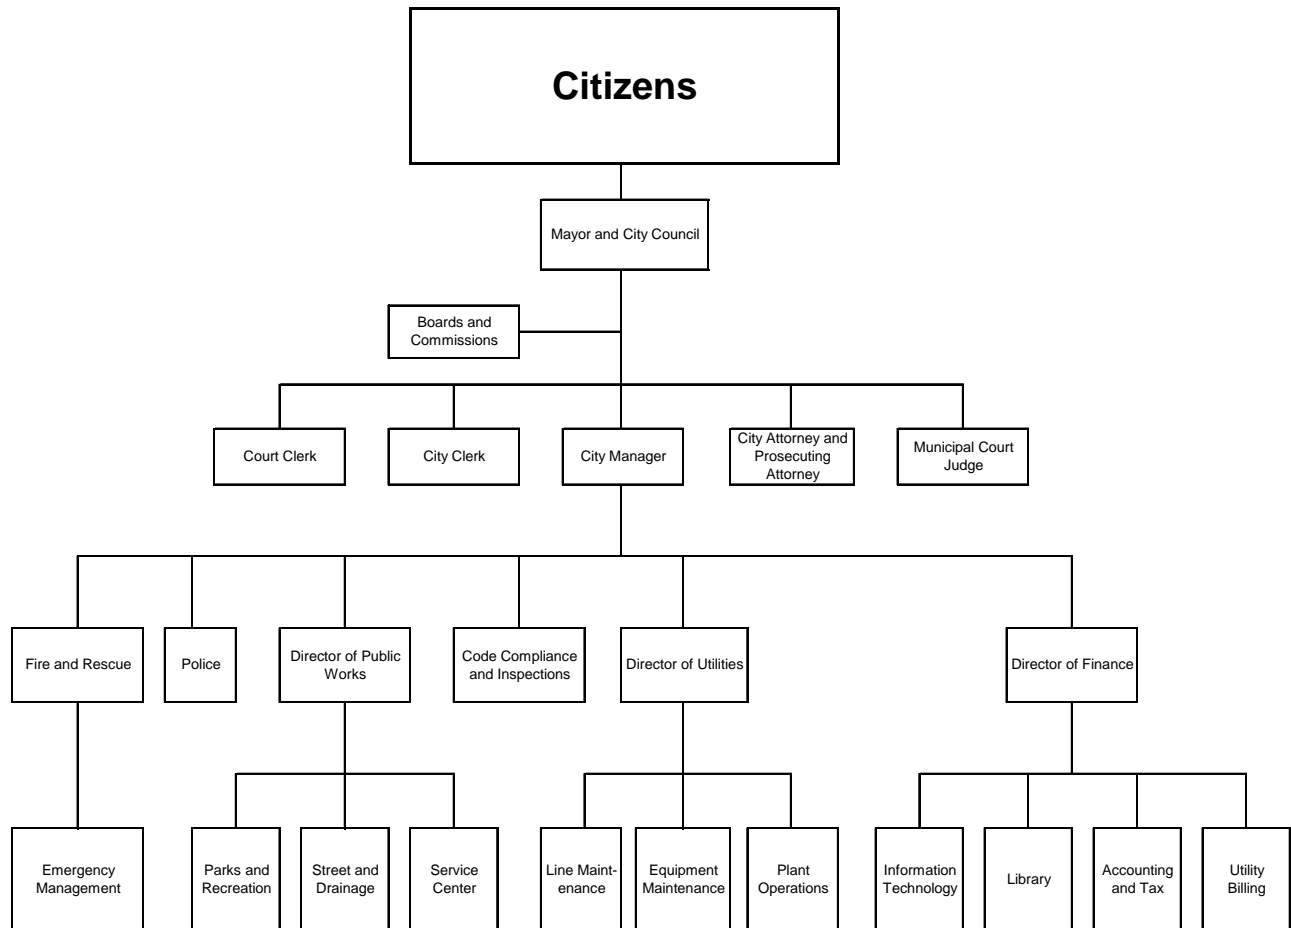 Citizens
Mayor and City Council
Boards and
Commissions
Court Clerk
City Clerk
City Manager
City Attorney and
Prosecuting
Attorney
Municipal Court
Judge
Fire and Rescue
Police
Director of Public
Works
Code Compliance
and Inspections
Director of Utilities
Director of Finance
Emergency
Management
Parks and
Recreation
Street and
Drainage
Service
Center
Line Maint-
enance
Equipment
Maintenance
Plant
Operations
Information
Technology
Library
Accounting
and Tax
Utility
Billing